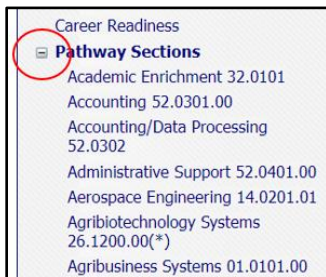 Career Readiness
Pathway Sections
Academic Enrichment 32.0101
Accounting 52.0301.00
Accounting/Data Processing
52.0302
Administrative Support 52.0401.00
Aerospace Engineering 14.0201.01
Agribiotechnology Systems
26.1200.00(*)
Agribusiness Systems 01.0101.00